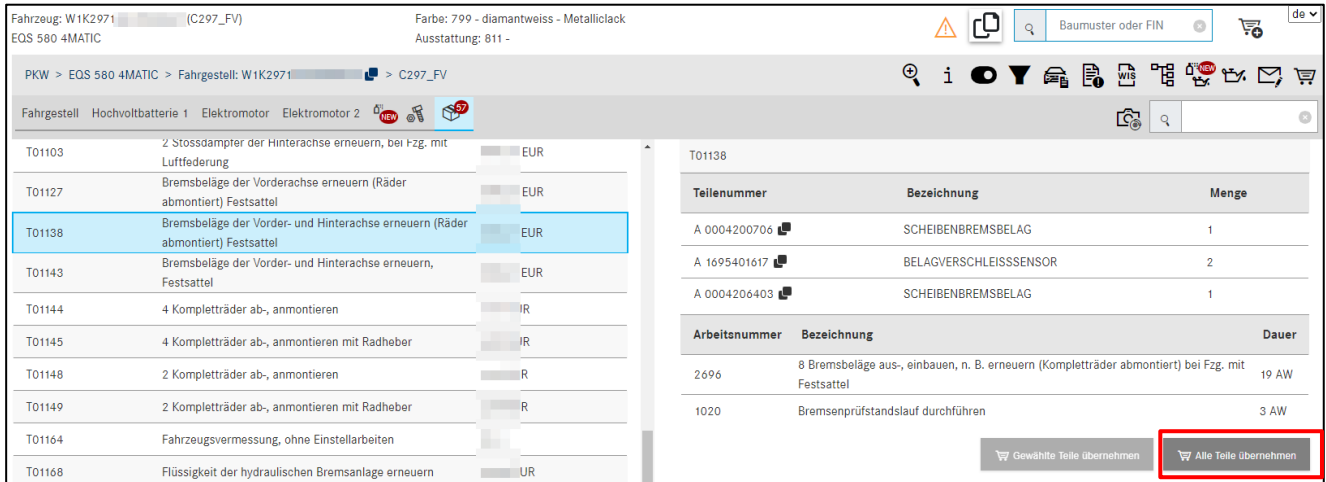 Fahrzeug: W1K2971 (C297_FV)
EQS 580 4MATIC
Farbe: 799 - diamantweiss - Metalliclack
Ausstattung: 811 -
Baumuster oder FIN
de
PKW > EQS 580 4MATIC > Fahrgestell: W1K2971 > C297_FV
i
WIS
NEW
Fahrgestell Hochvoltbatterie 1 Elektromotor Elektromotor 2
NEW
57
T01103 2 Stossdämpfer der Hinterachse erneuern, bei Fzg. mit
Luftfederung
EUR
T01127 Bremsbeläge der Vorderachse erneuern (Räder
abmontiert) Festsattel
EUR
T01138 Bremsbeläge der Vorder- und Hinterachse erneuern (Räder
abmontiert) Festsattel
EUR
T01143 Bremsbeläge der Vorder- und Hinterachse erneuern,
Festsattel
EUR
T01144 4 Kompletträder ab-, anmontieren
T01145 4 Kompletträder ab-, anmontieren mit Radheber
T01148 2 Kompletträder ab-, anmontieren
T01149 2 Kompletträder ab-, anmontieren mit Radheber
T01164 Fahrzeugsvermessung, ohne Einstellarbeiten
T01168 Flüssigkeit der hydraulischen Bremsanlage erneuern
T01138
Teilenummer Bezeichnung Menge
A 0004200706 SCHEIBENBREMSBELAG 1
A 1695401617 BELAGVERSCHLEISSSENSOR 2
A 0004206403 SCHEIBENBREMSBELAG 1
Arbeitsnummer Bezeichnung Dauer
2696 8 Bremsbeläge aus-, einbauen, n. B. erneuern (Kompletträder abmontiert) bei Fzg. mit
Festsattel
19 AW
1020 Bremsenprüfstandslauf durchführen 3 AW
Gewählte Teile übernehmen
Alle Teile übernehmen